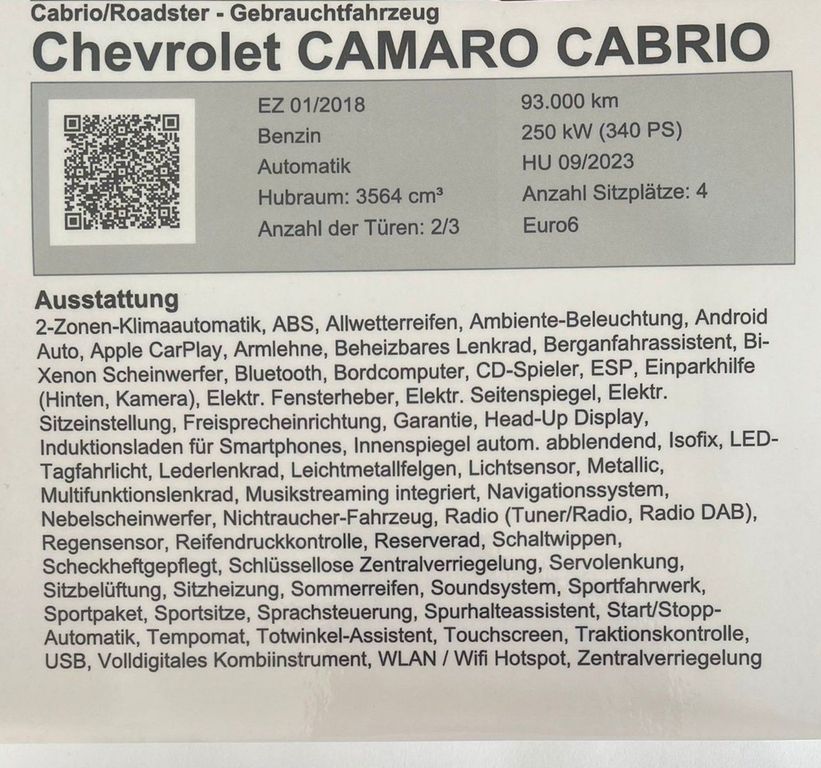 Cabrio/Roadster - Gebrauchtfahrzeug
Chevrolet CAMARO CABRIO
EZ 01/2018
93.000 km
Benzin
250 kW (340 PS)
Automatik
HU 09/2023
Hubraum: 3564 cm³
Anzahl Sitzplätze: 4
Anzahl der Türen: 2/3
Euro6
Ausstattung
2-Zonen-Klimaautomatik, ABS, Allwetterreifen, Ambiente-Beleuchtung, Android
Auto, Apple CarPlay, Armlehne, Beheizbares Lenkrad, Berganfahrassistent, Bi-
Xenon Scheinwerfer, Bluetooth, Bordcomputer, CD-Spieler, ESP, Einparkhilfe
(Hinten, Kamera), Elektr. Fensterheber, Elektr. Seitenspiegel, Elektr.
Sitzeinstellung, Freisprecheinrichtung, Garantie, Head-Up Display,
Induktionsladen für Smartphones, Innenspiegel autom. abblendend, Isofix, LED-
Tagfahrlicht, Lederlenkrad, Leichtmetallfelgen, Lichtsensor, Metallic,
Multifunktionslenkrad, Musikstreaming integriert, Navigationssystem,
Nebelscheinwerfer, Nichtraucher-Fahrzeug, Radio (Tuner/Radio, Radio DAB),
Regensensor, Reifendruckkontrolle, Reserverad, Schaltwippen,
Scheckheftgepflegt, Schlüssellose Zentralverriegelung, Servolenkung,
Sitzbelüftung, Sitzheizung, Sommerreifen, Soundsystem, Sportfahrwerk,
Sportpaket, Sportsitze, Sprachsteuerung, Spurhalteassistent, Start/Stopp-
Automatik, Tempomat, Totwinkel-Assistent, Touchscreen, Traktionskontrolle,
USB, Volldigitales Kombiinstrument, WLAN / Wifi Hotspot, Zentralverriegelung